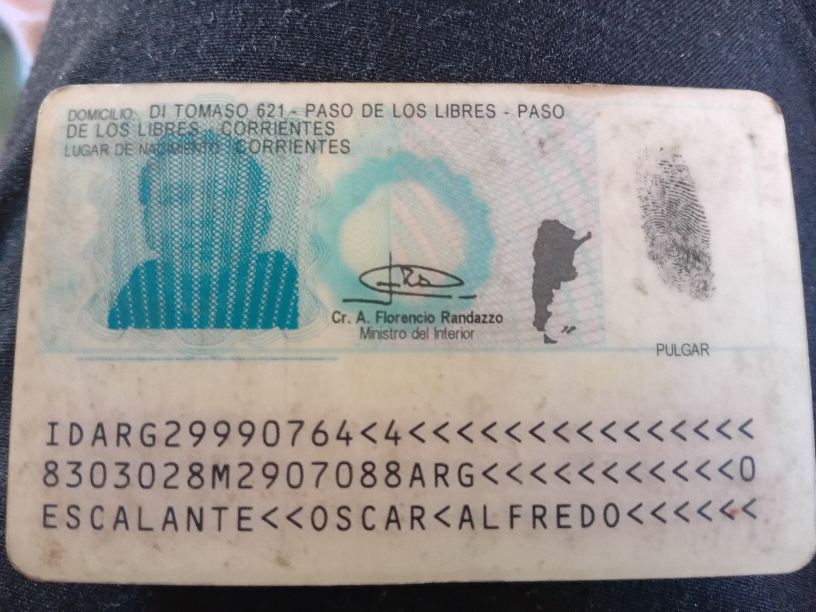 DOMICILIO: DI TOMASO 621 - PASO DE LOS LIBRES - PASO
DE LOS LIBRES - CORRIENTES
LUGAR DE NACIMIENTO: CORRIENTES
Cr. A. Florencio Randazzo
Ministro del Interior
PULGAR
IDARG29990764<4<<<<<<<<<<<<<<<
8303028M2907088ARG<<<<<<<<<<<0
ESCALANTE<<OSCAR<ALFREDO<<<<<<